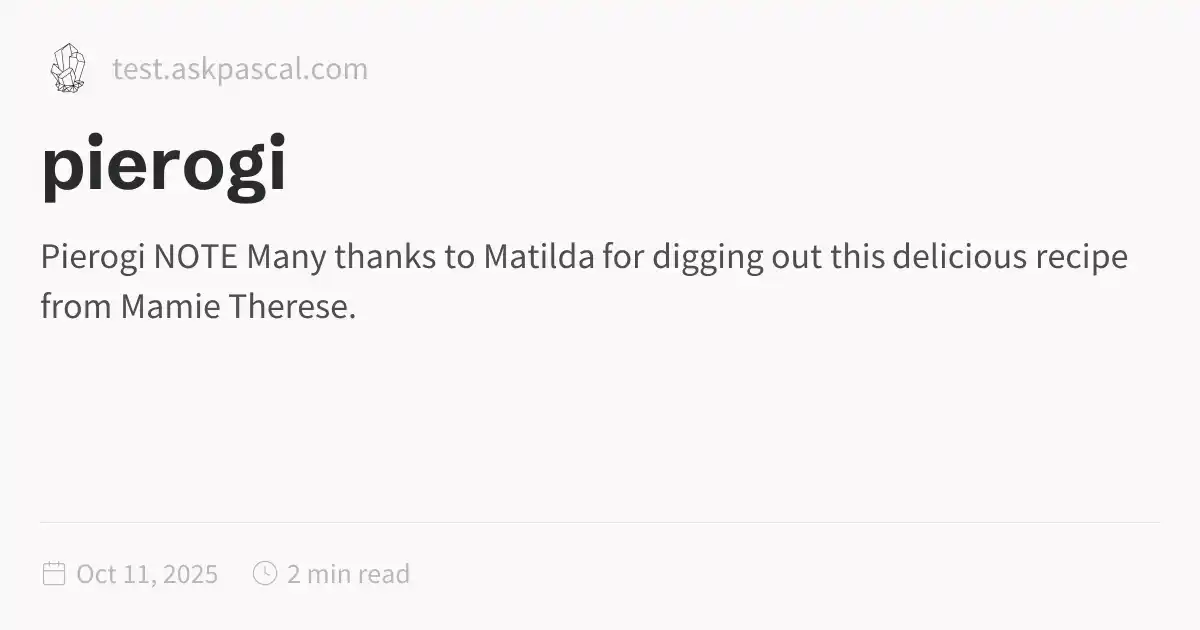 test.askpascal.com
pierogi
Pierogi NOTE Many thanks to Matilda for digging out this delicious recipe
from Mamie Therese.
Oct 11, 2025 2 min read